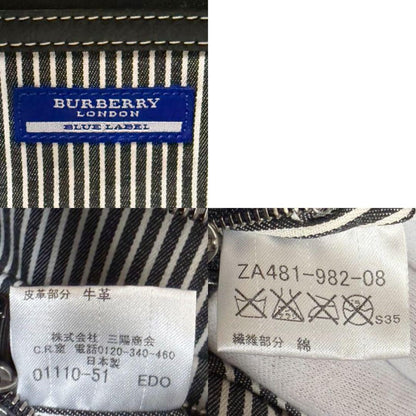 BURBERRY
LONDON
BLUE LABEL
皮革部分 牛革
株式会社 三陽商会
C.R.室 電話0120-340-460
日本製
01110-51 EDO
ZA481-982-08
S35
繊維部分 綿